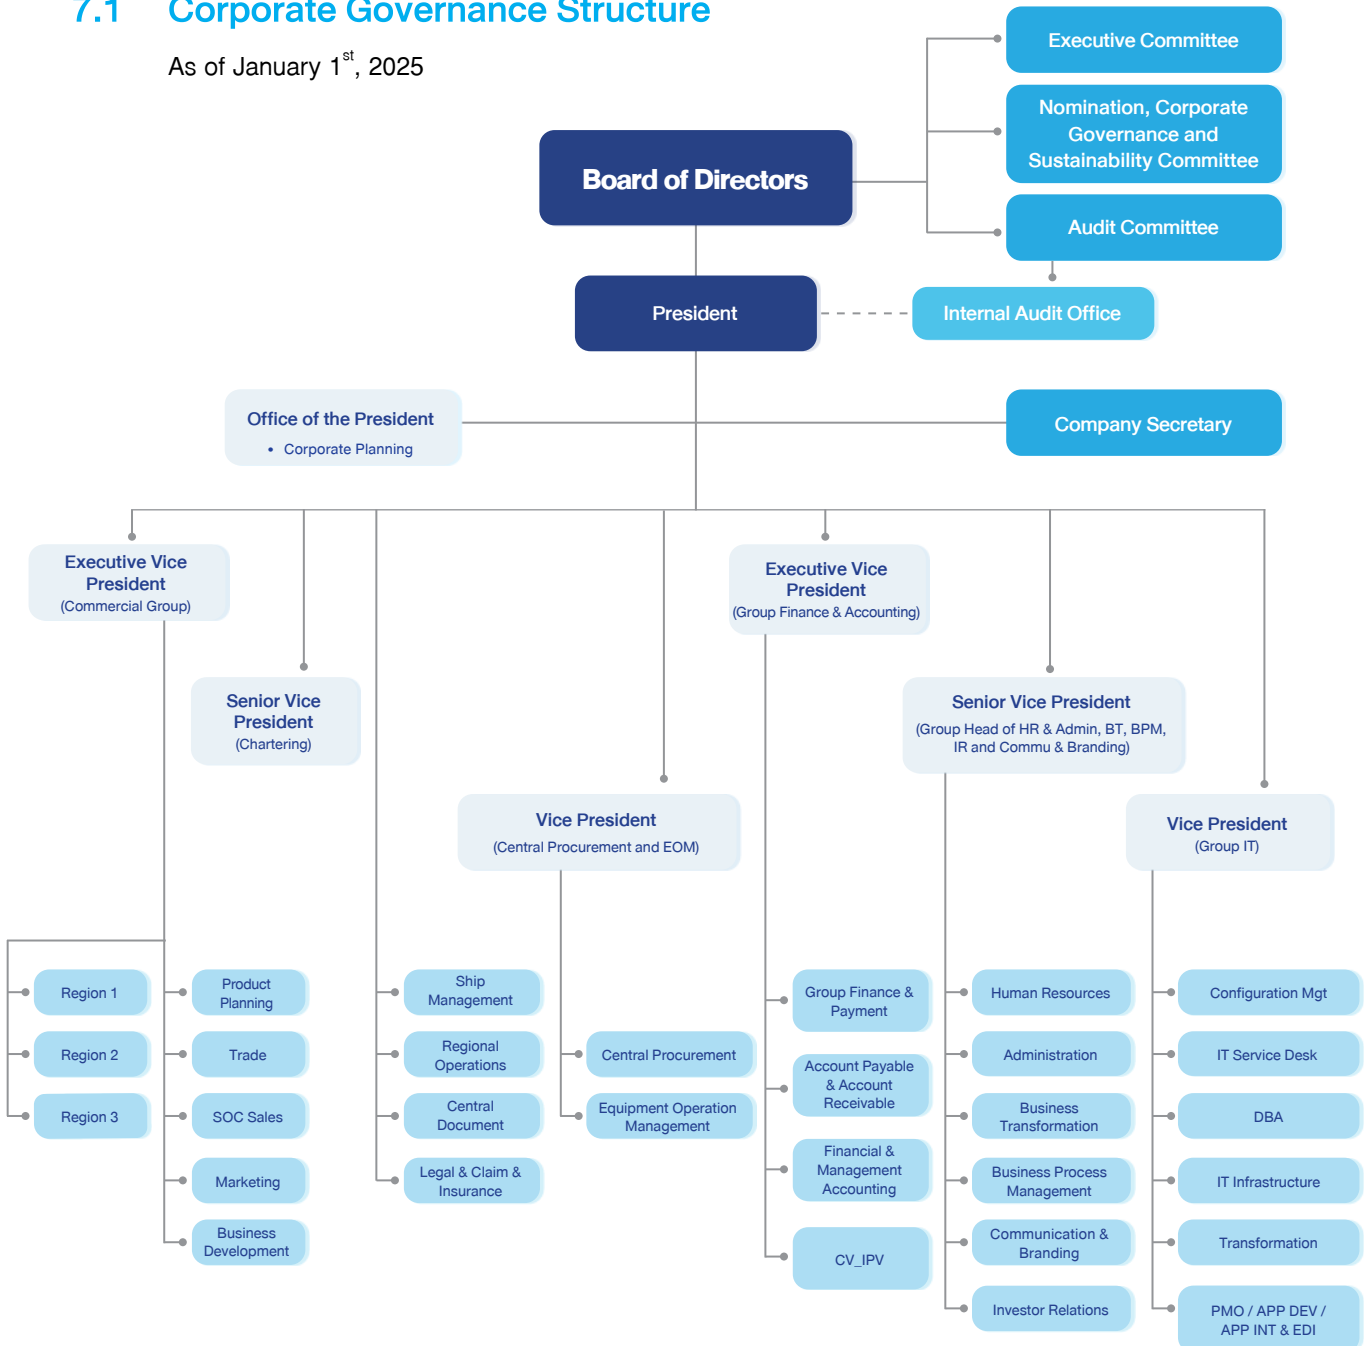 7.1 Corporate Governance Structure
As of January 1st, 2025
Executive Committee
Nomination, Corporate
Governance and
Sustainability Committee
Board of Directors
Audit Committee
President
Internal Audit Office
Office of the President
• Corporate Planning
Company Secretary
Executive Vice
President
(Commercial Group)
Executive Vice
President
(Group Finance & Accounting)
Senior Vice
President
(Chartering)
Senior Vice President
(Group Head of HR & Admin, BT, BPM,
IR and Commu & Branding)
Vice President
(Central Procurement and EOM)
Vice President
(Group IT)
Region 1
Region 2
Region 3
Product
Planning
Trade
SOC Sales
Marketing
Business
Development
Ship
Management
Regional
Operations
Central
Document
Legal & Claim &
Insurance
Central Procurement
Equipment Operation
Management
Group Finance &
Payment
Account Payable
& Account
Receivable
Financial &
Management
Accounting
CV_IPV
Human Resources
Administration
Business
Transformation
Business Process
Management
Communication &
Branding
Investor Relations
Configuration Mgt
IT Service Desk
DBA
IT Infrastructure
Transformation
PMO / APP DEV /
APP INT & EDI